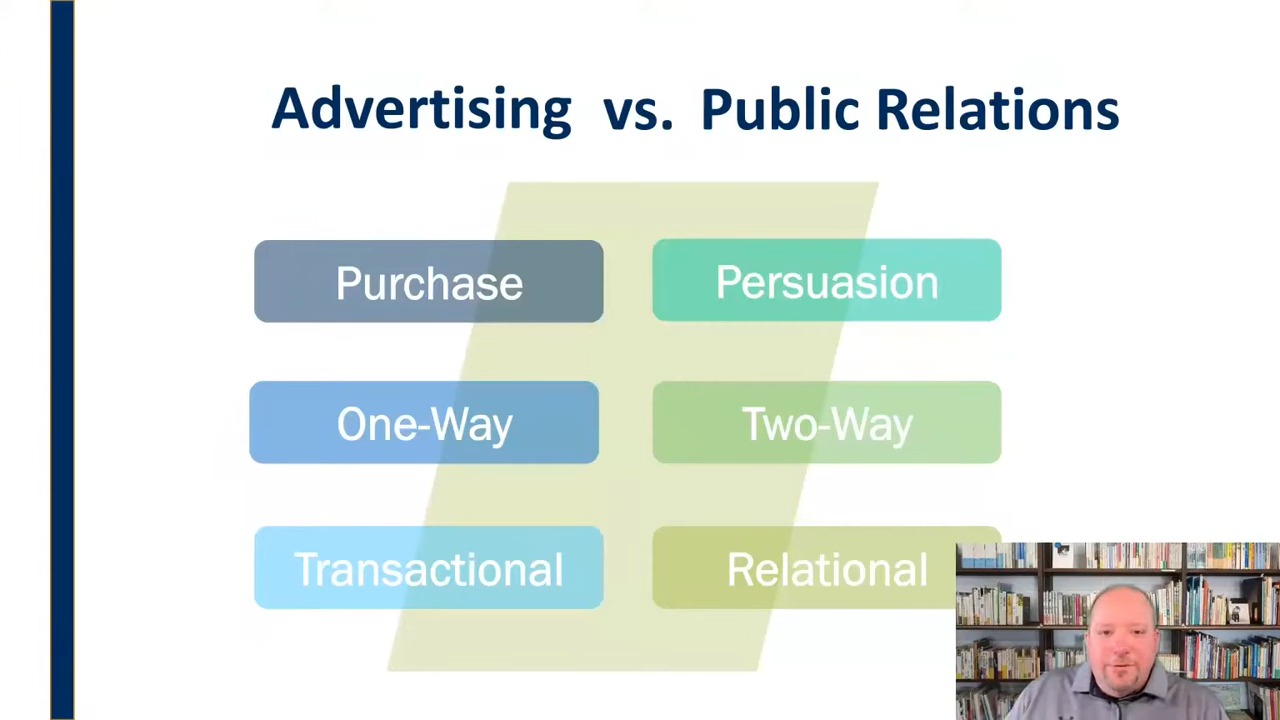 Advertising vs. Public Relations
Purchase
Persuasion
One-Way
Two-Way
Transactional
Relational